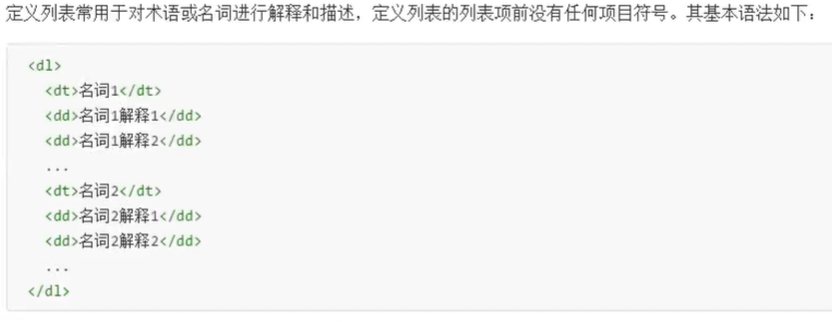 定义列表常用于对术语或名词进行解释和描述，定义列表的列表项前没有任何项目符号。其基本语法如下：
<dl>
<dt>名词1</dt>
<dd>名词1解释1</dd>
<dd>名词1解释2</dd>
...
<dt>名词2</dt>
<dd>名词2解释1</dd>
<dd>名词2解释2</dd>
...
</dl>